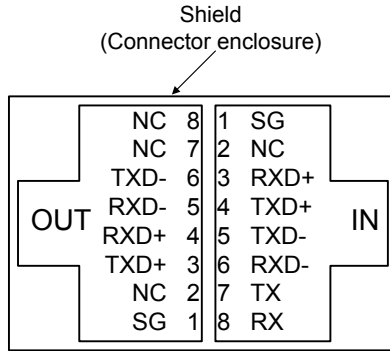 Shield
(Connector enclosure)
NC 8 1 SG
NC 7 2 NC
TXD- 6 3 RXD+
RXD- 5 4 TXD+
OUT IN
RXD+ 4 5 TXD-
TXD+ 3 6 RXD-
NC 2 7 TX
SG 1 8 RX